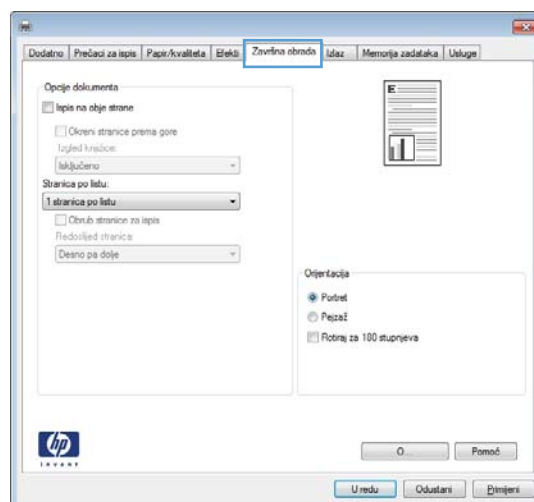 Dodatno Prečaci za ispis Papir/kvaliteta Efekti Završna obrada Izlaz Memorija zadataka Usluge
Opcije dokumenta
Ispis na obje strane
Okreni stranice prema gore
Izgled knjižice:
Isključeno
Stranica po listu:
1 stranica po listu
Obrub stranice za ispis
Redoslijed stranica:
Desno pa dolje
E
Orijentacija
Portret
Pejzaž
Rotiraj za 180 stupnjeva
hp
invent
O... Pomoć
U redu Odustani Primijeni